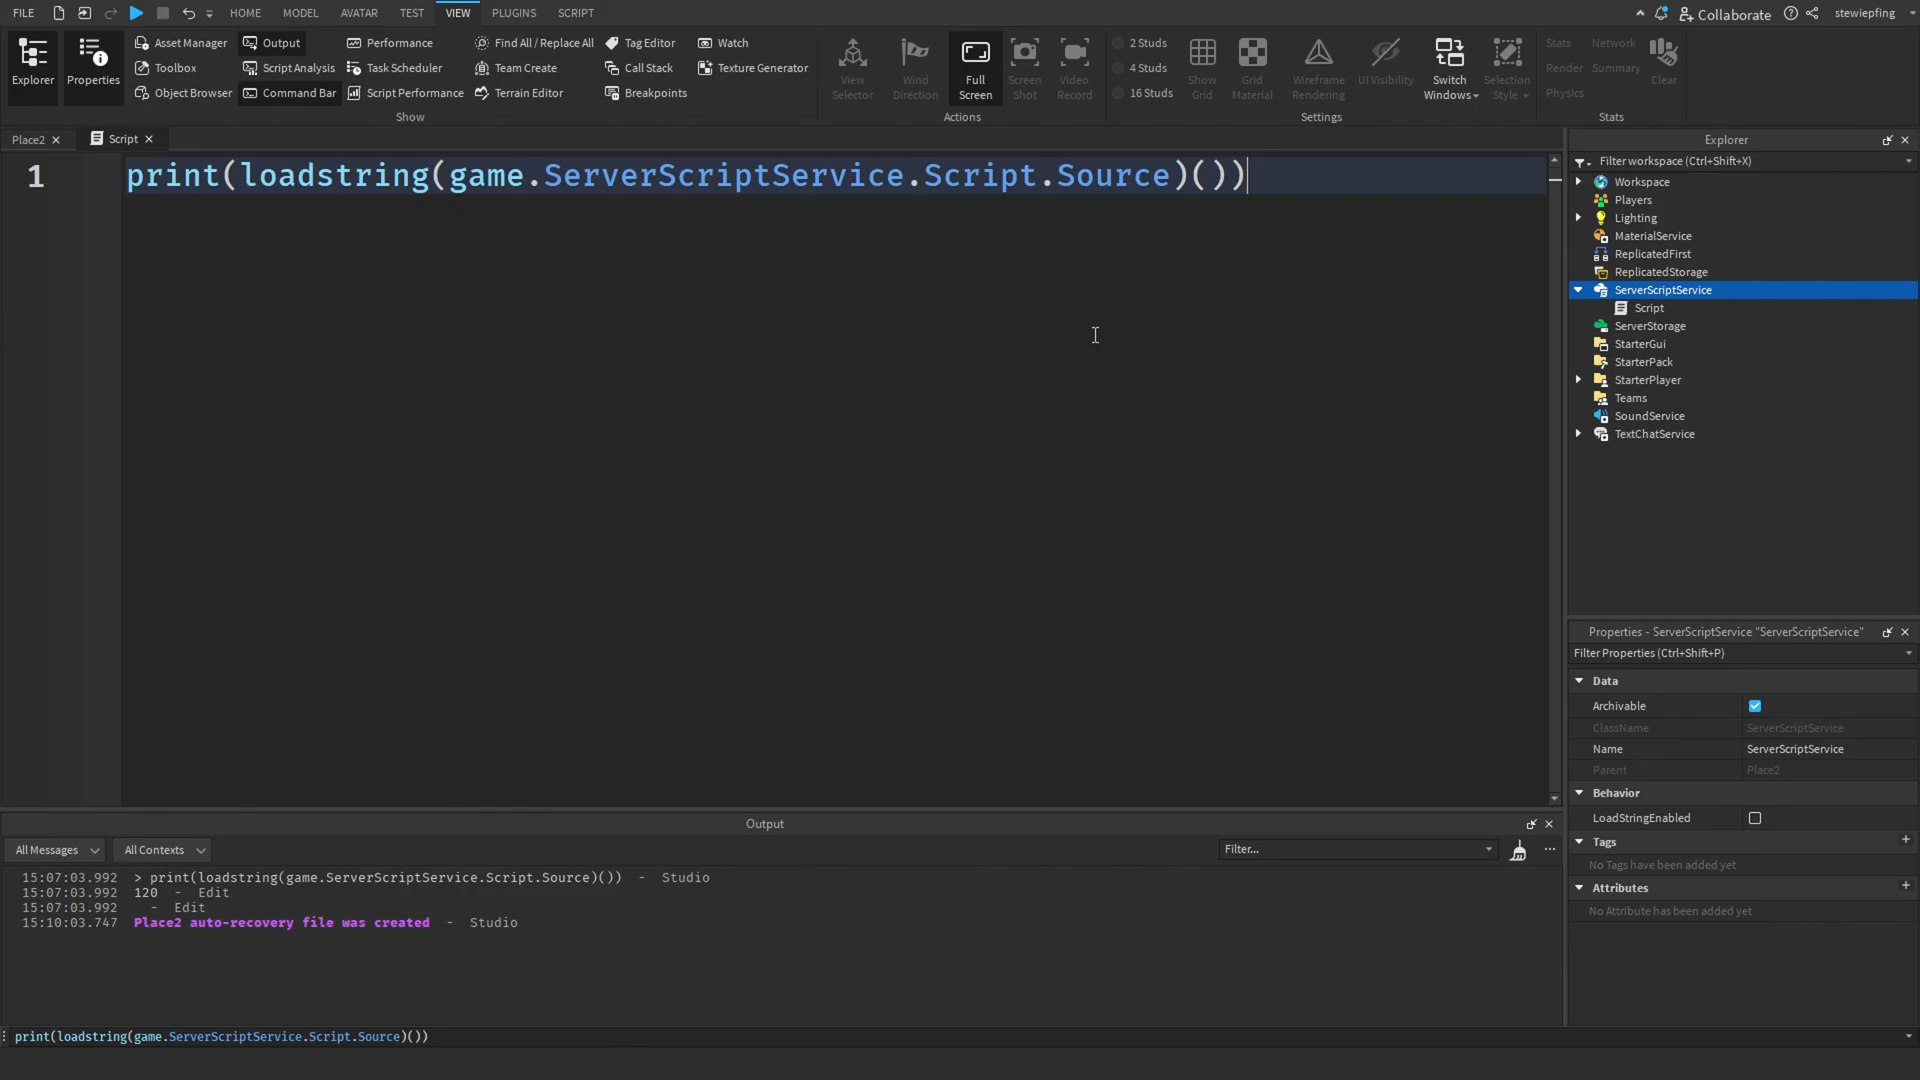 FILE HOME MODEL AVATAR TEST VIEW PLUGINS SCRIPT Collaborate stewiepfing
Explorer
Properties
Asset Manager
Toolbox
Object Browser
Output
Script Analysis
Command Bar
Performance
Task Scheduler
Script Performance
Find All / Replace All
Team Create
Terrain Editor
Tag Editor
Call Stack
Breakpoints
Watch
Texture Generator
Show
View
Selector
Wind
Direction
Full
Screen
Screen
Shot
Video
Record
Actions
2 Studs
4 Studs
16 Studs
Show
Grid
Grid
Material
Wireframe
Rendering
UI Visibility
Switch
Windows
Selection
Style
Settings
Stats
Render
Physics
Network
Summary
Clear
Stats
Place2
Script
1 print(loadstring(game.ServerScriptService.Script.Source)())
Explorer
Filter workspace (Ctrl+Shift+X)
Workspace
Players
Lighting
MaterialService
ReplicatedFirst
ReplicatedStorage
ServerScriptService
Script
ServerStorage
StarterGui
StarterPack
StarterPlayer
Teams
SoundService
TextChatService
Properties - ServerScriptService "ServerScriptService"
Filter Properties (Ctrl+Shift+P)
Data
Archivable
ClassName ServerScriptService
Name ServerScriptService
Parent Place2
Behavior
LoadStringEnabled
Tags
No Tags have been added yet
Attributes
No Attribute has been added yet
Output
All Messages All Contexts Filter...
15:07:03.992 > print(loadstring(game.ServerScriptService.Script.Source)()) - Studio
15:07:03.992 120 - Edit
15:07:03.992 - Edit
15:10:03.747 Place2 auto-recovery file was created - Studio
print(loadstring(game.ServerScriptService.Script.Source)())